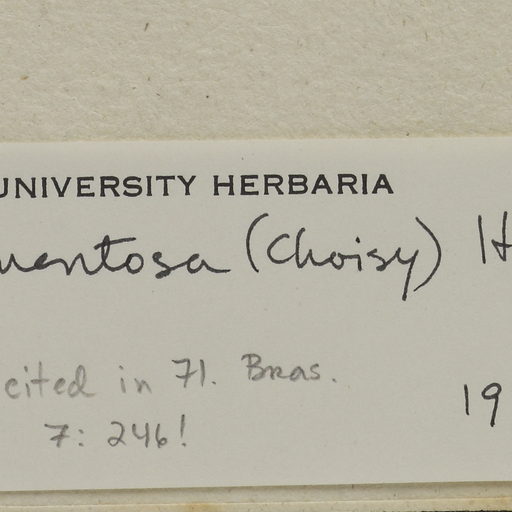 UNIVERSITY HERBARIA
mentosa (Choisy) H
cited in Fl. Bras.
7: 246!
19